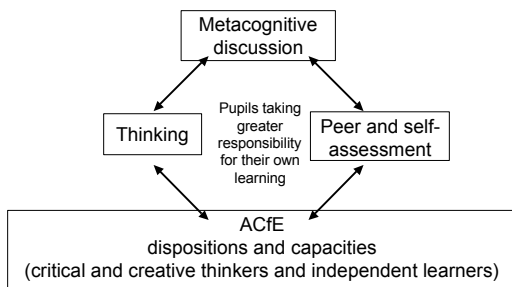 Metacognitive
discussion
Pupils taking
greater
responsibility
for their own
learning
Thinking
Peer and self-
assessment
ACfE
dispositions and capacities
(critical and creative thinkers and independent learners)